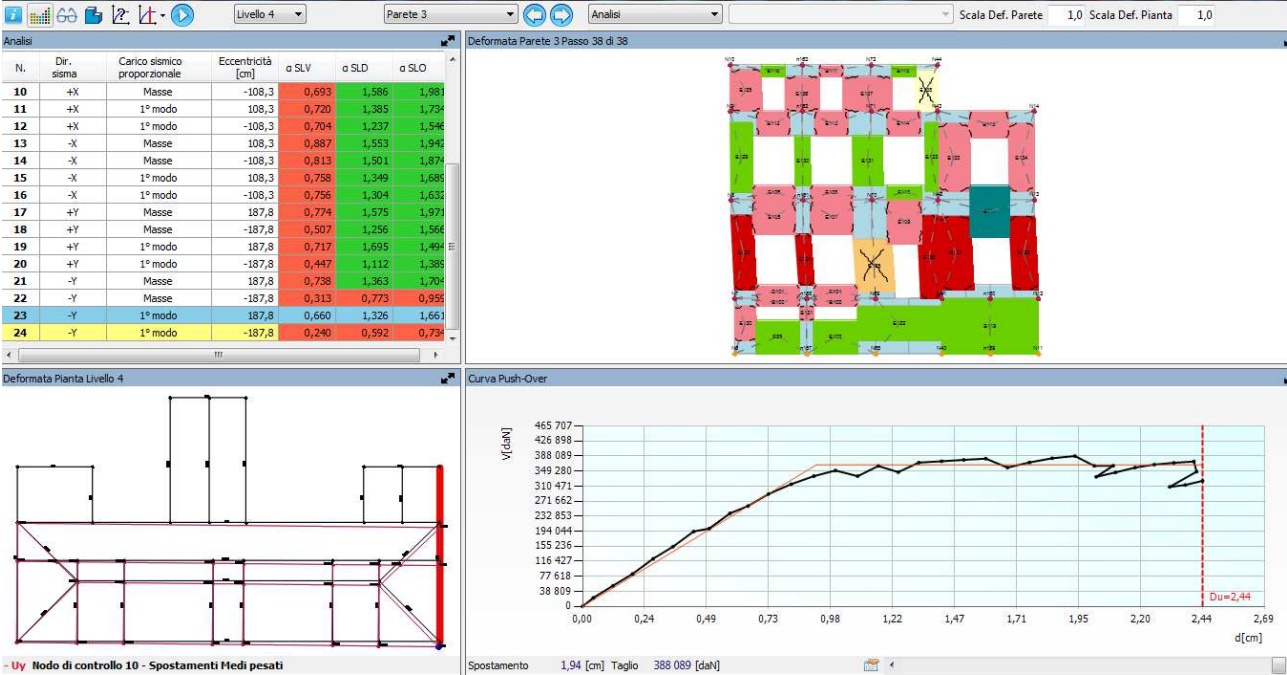 Livello 4
Parete 3
Analisi
Scala Def. Parete 1,0 Scala Def. Pianta 1,0
Analisi
N. Dir. sisma Carico sismico proporzionale Eccentricità [cm] α SLV α SLD α SLO
10 +X Masse -108,3 0,693 1,586 1,981
11 +X 1° modo -108,3 0,720 1,385 1,734
12 +X 1° modo -108,3 0,704 1,237 1,546
13 -X Masse 108,3 0,887 1,553 1,942
14 -X Masse -108,3 0,813 1,501 1,874
15 -X 1° modo 108,3 0,758 1,349 1,689
16 -X 1° modo -108,3 0,756 1,304 1,632
17 +Y Masse 187,8 0,774 1,575 1,971
18 +Y Masse -187,8 0,507 1,256 1,566
19 +Y 1° modo 187,8 0,717 1,695 1,494
20 +Y 1° modo -187,8 0,447 1,112 1,389
21 -Y Masse 187,8 0,738 1,363 1,704
22 -Y Masse -187,8 0,313 0,773 0,959
23 -Y 1° modo 187,8 0,660 1,326 1,661
24 -Y 1° modo -187,8 0,240 0,592 0,734
Deformata Parete 3 Passo 38 di 38
Deformata Pianta Livello 4
- Uy Nodo di controllo 10 - Spostamenti Medi pesati
Curva Push-Over
V[daN]
465 707
426 898
388 089
349 280
310 471
271 662
232 853
194 044
155 236
116 427
77 618
38 809
0
0,00 0,24 0,49 0,73 0,98 1,22 1,47 1,71 1,95 2,20 2,44 2,69
Du=2,44
d[cm]
Spostamento 1,94 [cm] Taglio 388 089 [daN]